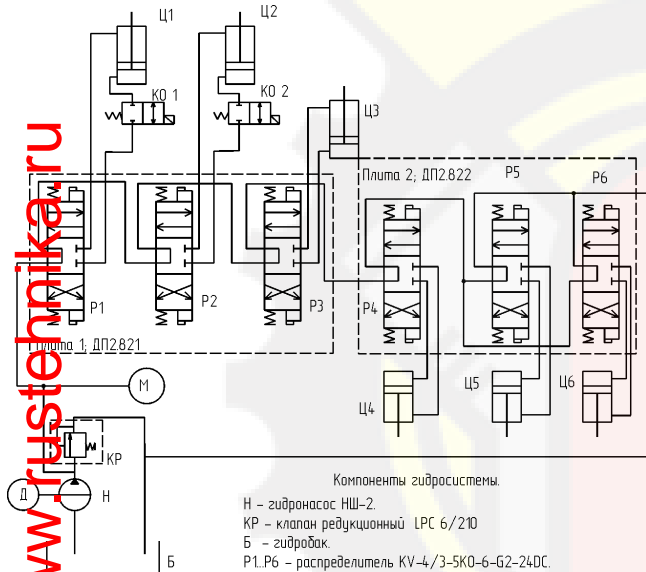 Ц1
Ц2
КО 1
КО 2
Ц3
Плита 2; ДП2.822
Р5
Р6
Р1
Р2
Р3
Р4
Плита 1; ДП2.821
М
Ц4
Ц5
Ц6
КР
Д
Н
Б
Компоненты гидросистемы.
Н - гидронасос НШ-2.
КР - клапан редукционный LPC 6/210
Б - гидробак.
Р1..Р6 - распределитель KV-4/3-5KO-6-G2-24DC.
www.rustehnika.ru